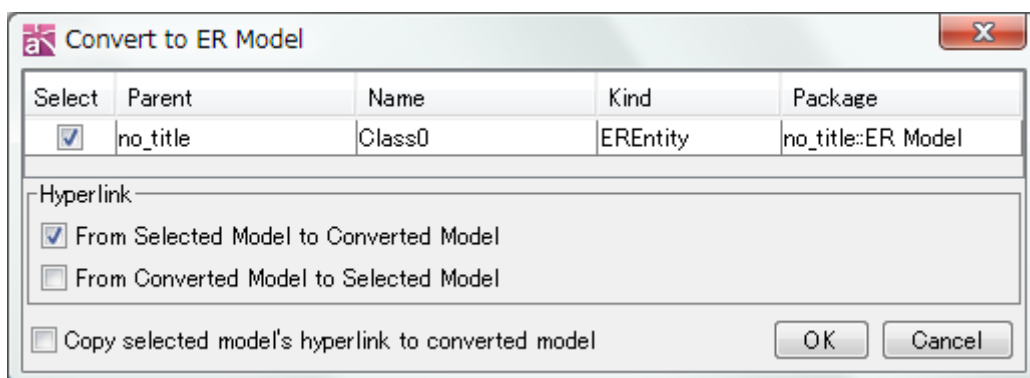 Convert to ER Model
Select Parent Name Kind Package
no_title Class0 EREntity no_title::ER Model
Hyperlink
From Selected Model to Converted Model
From Converted Model to Selected Model
Copy selected model's hyperlink to converted model OK Cancel